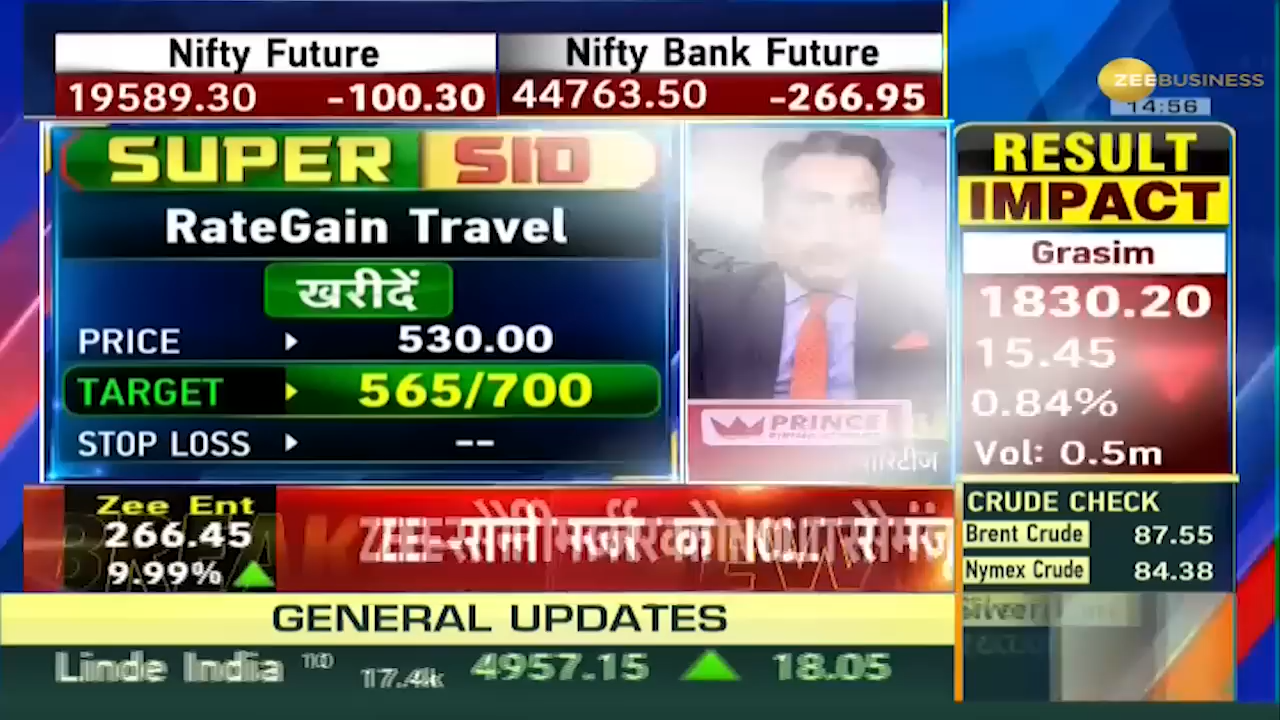 Nifty Future
19589.30 -100.30
Nifty Bank Future
44763.50 -266.95
ZEEBUSINESS
14:56
SUPER SID
RateGain Travel
खरीदें
PRICE 530.00
TARGET 565/700
STOP LOSS --
PRINCE
RESULT
IMPACT
Grasim
1830.20
15.45
0.84%
Vol: 0.5m
Zee Ent
266.45
9.99%
CRUDE CHECK
Brent Crude 87.55
Nymex Crude 84.38
GENERAL UPDATES
Linde India 17.4k 4957.15 18.05